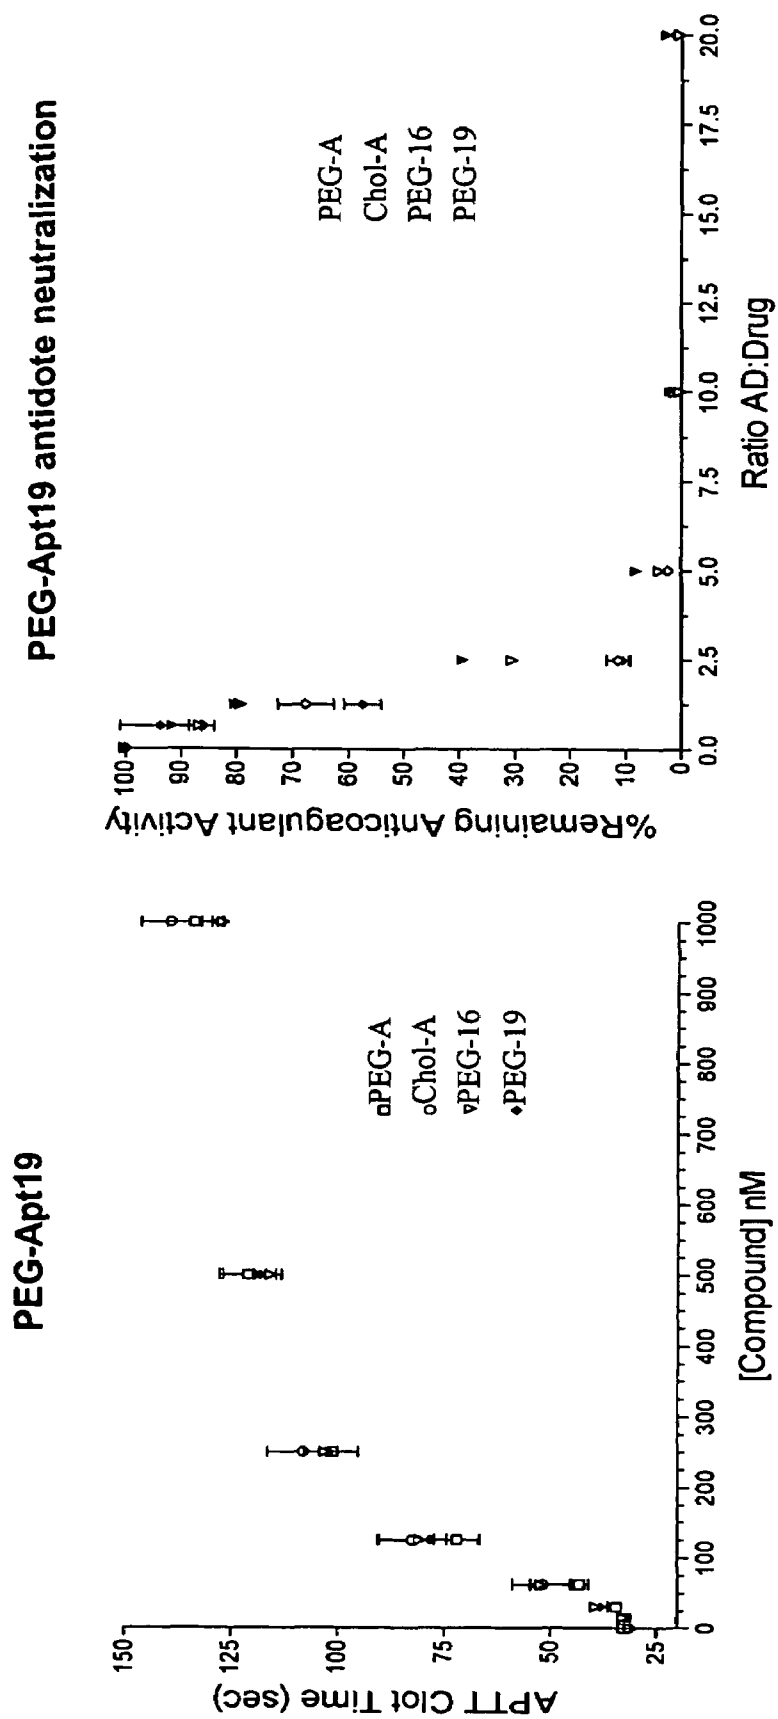 PEG-Apt19
APTT Clot Time (sec)
150
125
100
75
50
25
□PEG-A
○Chol-A
▽PEG-16
◆PEG-19
0 100 200 300 400 500 600 700 800 900 1000
[Compound] nM
PEG-Apt19 antidote neutralization
%Remaining Anticoagulant Activity
100
90
80
70
60
50
40
30
20
10
0
PEG-A
Chol-A
PEG-16
PEG-19
0.0 2.5 5.0 7.5 10.0 12.5 15.0 17.5 20.0
Ratio AD:Drug